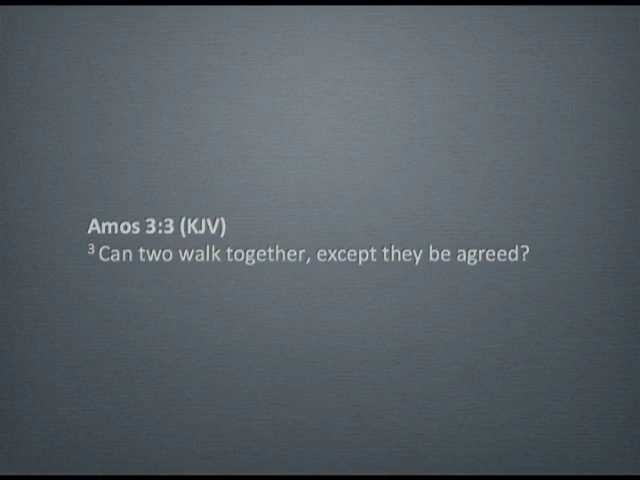 Amos 3:3 (KJV)
3 Can two walk together, except they be agreed?